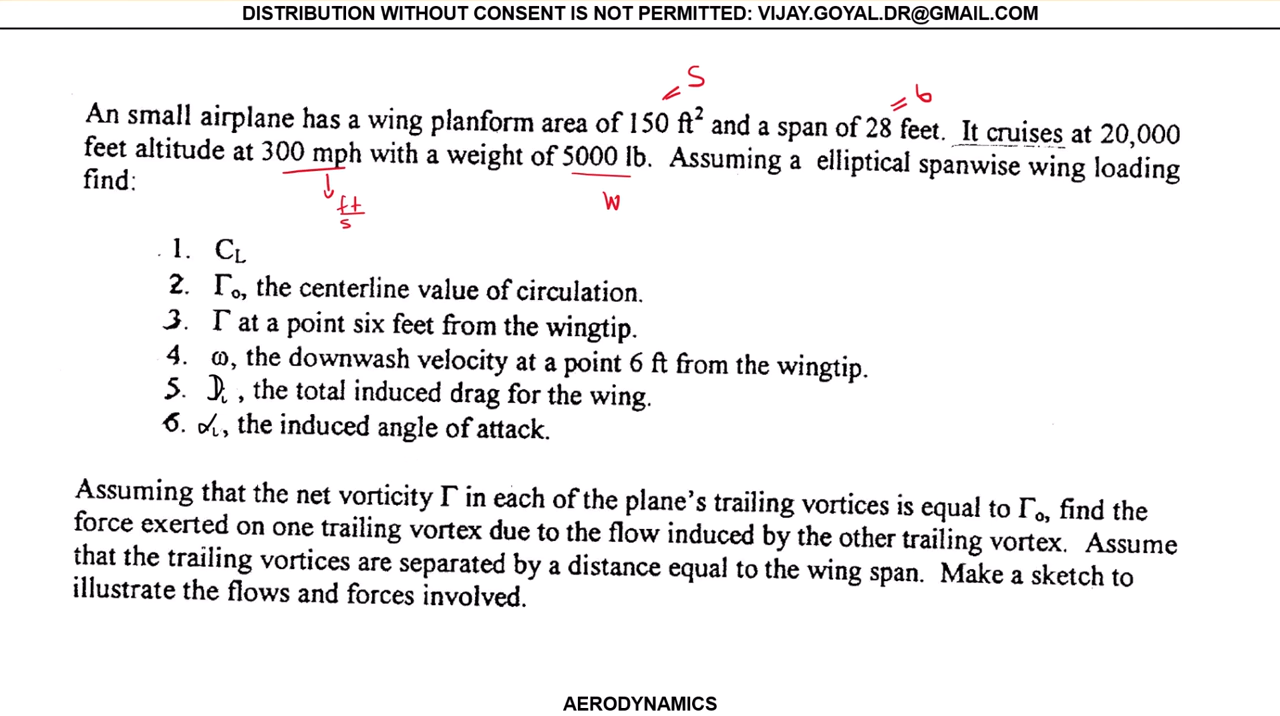 DISTRIBUTION WITHOUT CONSENT IS NOT PERMITTED: VIJAY.GOYAL.DR@GMAIL.COM
= S
= b
An small airplane has a wing planform area of 150 ft² and a span of 28 feet. It cruises at 20,000
feet altitude at 300 mph with a weight of 5000 lb. Assuming a elliptical spanwise wing loading
find:
ft/s
W
1. C_L
2. Γ₀, the centerline value of circulation.
3. Γ at a point six feet from the wingtip.
4. ω, the downwash velocity at a point 6 ft from the wingtip.
5. Dᵢ, the total induced drag for the wing.
6. αᵢ, the induced angle of attack.
Assuming that the net vorticity Γ in each of the plane's trailing vortices is equal to Γ₀, find the
force exerted on one trailing vortex due to the flow induced by the other trailing vortex. Assume
that the trailing vortices are separated by a distance equal to the wing span. Make a sketch to
illustrate the flows and forces involved.
AERODYNAMICS